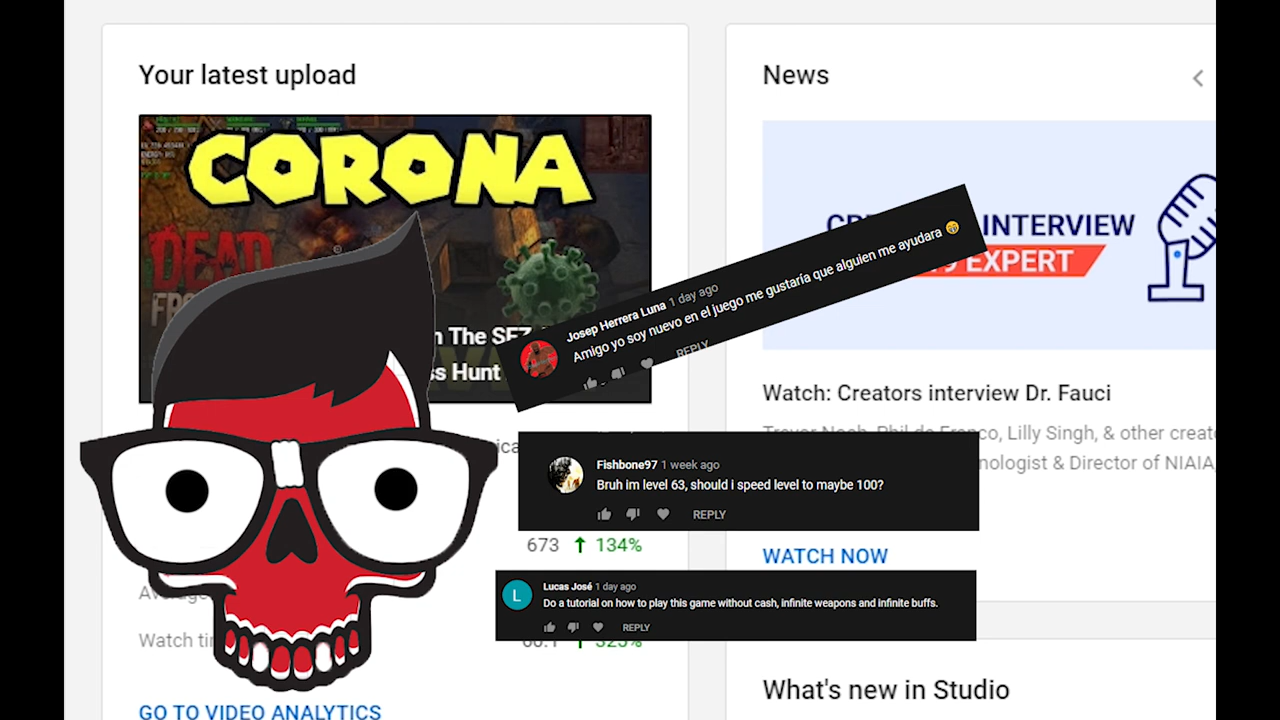 Your latest upload
CORONA
DEAD
n The SFZ
ss Hunt
673 134%
Watch
GO TO VIDEO ANALYTICS
Josep Herrera Luna 1 day ago
Amigo yo soy nuevo en el juego me gustaría que alguien me ayudara 😁
REPLY
Fishbone97 1 week ago
Bruh im level 63, should i speed level to maybe 100?
REPLY
L
Lucas José 1 day ago
Do a tutorial on how to play this game without cash, infinite weapons and infinite buffs.
REPLY
News
INTERVIEW
EXPERT
Watch: Creators interview Dr. Fauci
Trevor Noah, Phil de Franco, Lilly Singh, & other
nologist & Director of NIAIA,
WATCH NOW
What's new in Studio